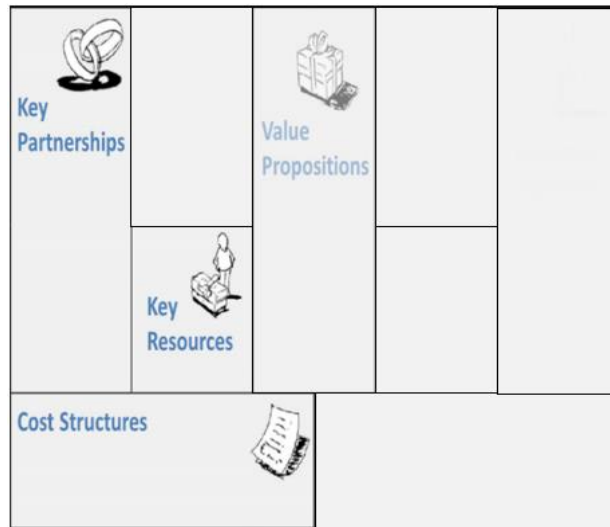 Key
Partnerships
Value
Propositions
Key
Resources
Cost Structures